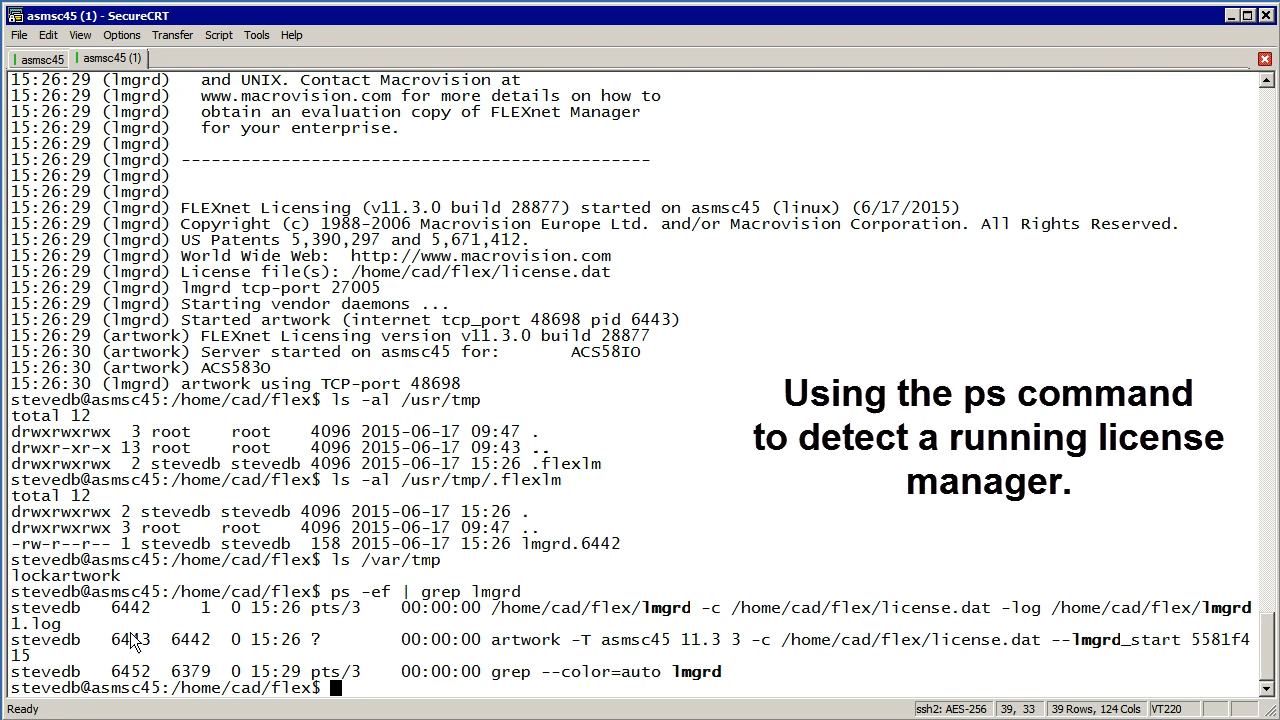 asmsc45 (1) - SecureCRT
File Edit View Options Transfer Script Tools Help
asmsc45 asmsc45 (1)
15:26:29 (lmgrd)   and UNIX. Contact Macrovision at
15:26:29 (lmgrd)   www.macrovision.com for more details on how to
15:26:29 (lmgrd)   obtain an evaluation copy of FLEXnet Manager
15:26:29 (lmgrd)   for your enterprise.
15:26:29 (lmgrd)
15:26:29 (lmgrd) -----------------------------------------------
15:26:29 (lmgrd)
15:26:29 (lmgrd)
15:26:29 (lmgrd) FLEXnet Licensing (v11.3.0 build 28877) started on asmsc45 (linux) (6/17/2015)
15:26:29 (lmgrd) Copyright (c) 1988-2006 Macrovision Europe Ltd. and/or Macrovision Corporation. All Rights Reserved.
15:26:29 (lmgrd) US Patents 5,390,297 and 5,671,412.
15:26:29 (lmgrd) World Wide Web:  http://www.macrovision.com
15:26:29 (lmgrd) License file(s): /home/cad/flex/license.dat
15:26:29 (lmgrd) lmgrd tcp-port 27005
15:26:29 (lmgrd) Starting vendor daemons ...
15:26:29 (lmgrd) Started artwork (internet tcp_port 48698 pid 6443)
15:26:29 (artwork) FLEXnet Licensing version v11.3.0 build 28877
15:26:29 (artwork) Server started on asmsc45 for:       ACS58IO
15:26:30 (artwork) ACS583O
15:26:30 (lmgrd) artwork using TCP-port 48698
stevedb@asmsc45:/home/cad/flex$ ls -al /usr/tmp
total 12
drwxrwxrwx  3 root    root    4096 2015-06-17 09:47 .
drwxr-xr-x 13 root    root    4096 2015-06-17 09:43 ..
drwxrwxrwx  2 stevedb stevedb 4096 2015-06-17 15:26 .flexlm
stevedb@asmsc45:/home/cad/flex$ ls -al /usr/tmp/.flexlm
total 12
drwxrwxrwx 2 stevedb stevedb 4096 2015-06-17 15:26 .
drwxrwxrwx 3 root    root    4096 2015-06-17 09:47 ..
-rw-r--r-- 1 stevedb stevedb  158 2015-06-17 15:26 lmgrd.6442
stevedb@asmsc45:/home/cad/flex$ ls /var/tmp
lockartwork
stevedb@asmsc45:/home/cad/flex$ ps -ef | grep lmgrd
stevedb   6442     1  0 15:26 pts/3    00:00:00 /home/cad/flex/lmgrd -c /home/cad/flex/license.dat -log /home/cad/flex/lmgrd
1.log
stevedb   6443  6442  0 15:26 ?        00:00:00 artwork -T asmsc45 11.3 3 -c /home/cad/flex/license.dat --lmgrd_start 5581f4
15
stevedb   6452  6379  0 15:29 pts/3    00:00:00 grep --color=auto lmgrd
stevedb@asmsc45:/home/cad/flex$
Using the ps command
to detect a running license
manager.
Ready ssh2: AES-256 39, 33 39 Rows, 124 Cols VT220